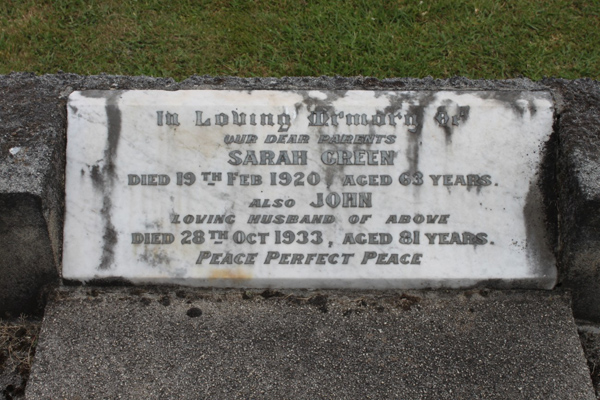 In Loving Memory of
OUR DEAR PARENTS
SARAH GREEN
DIED 19TH FEB 1920 AGED 63 YEARS.
ALSO JOHN
LOVING HUSBAND OF ABOVE
DIED 28TH OCT 1933, AGED 81 YEARS.
PEACE PERFECT PEACE